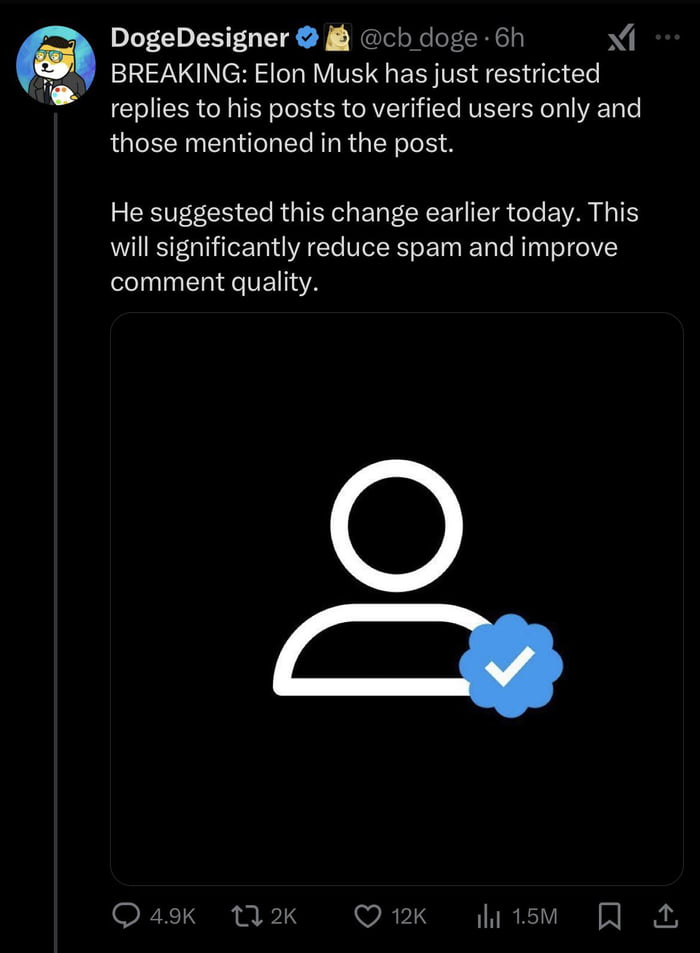 DogeDesigner @cb_doge · 6h
BREAKING: Elon Musk has just restricted
replies to his posts to verified users only and
those mentioned in the post.
He suggested this change earlier today. This
will significantly reduce spam and improve
comment quality.
4.9K 2K 12K 1.5M